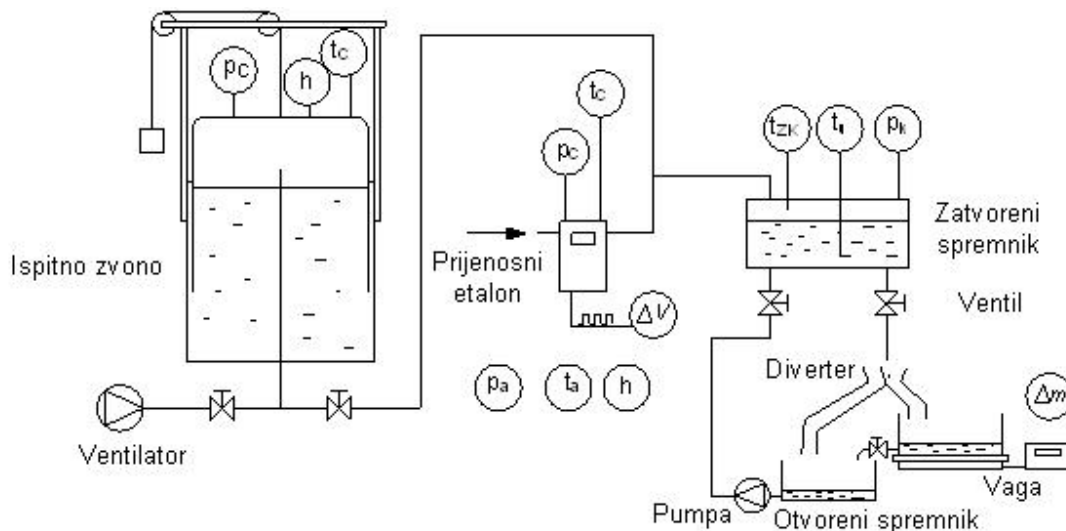 pC
h
tC
tC
pC
tZK
pk
Zatvoreni
spremnik
Ispitno zvono
Prijenosni
etalon
ΔV
Ventil
Diverter
pa
ta
h
Δm
Ventilator
Pumpa
Otvoreni spremnik
Vaga